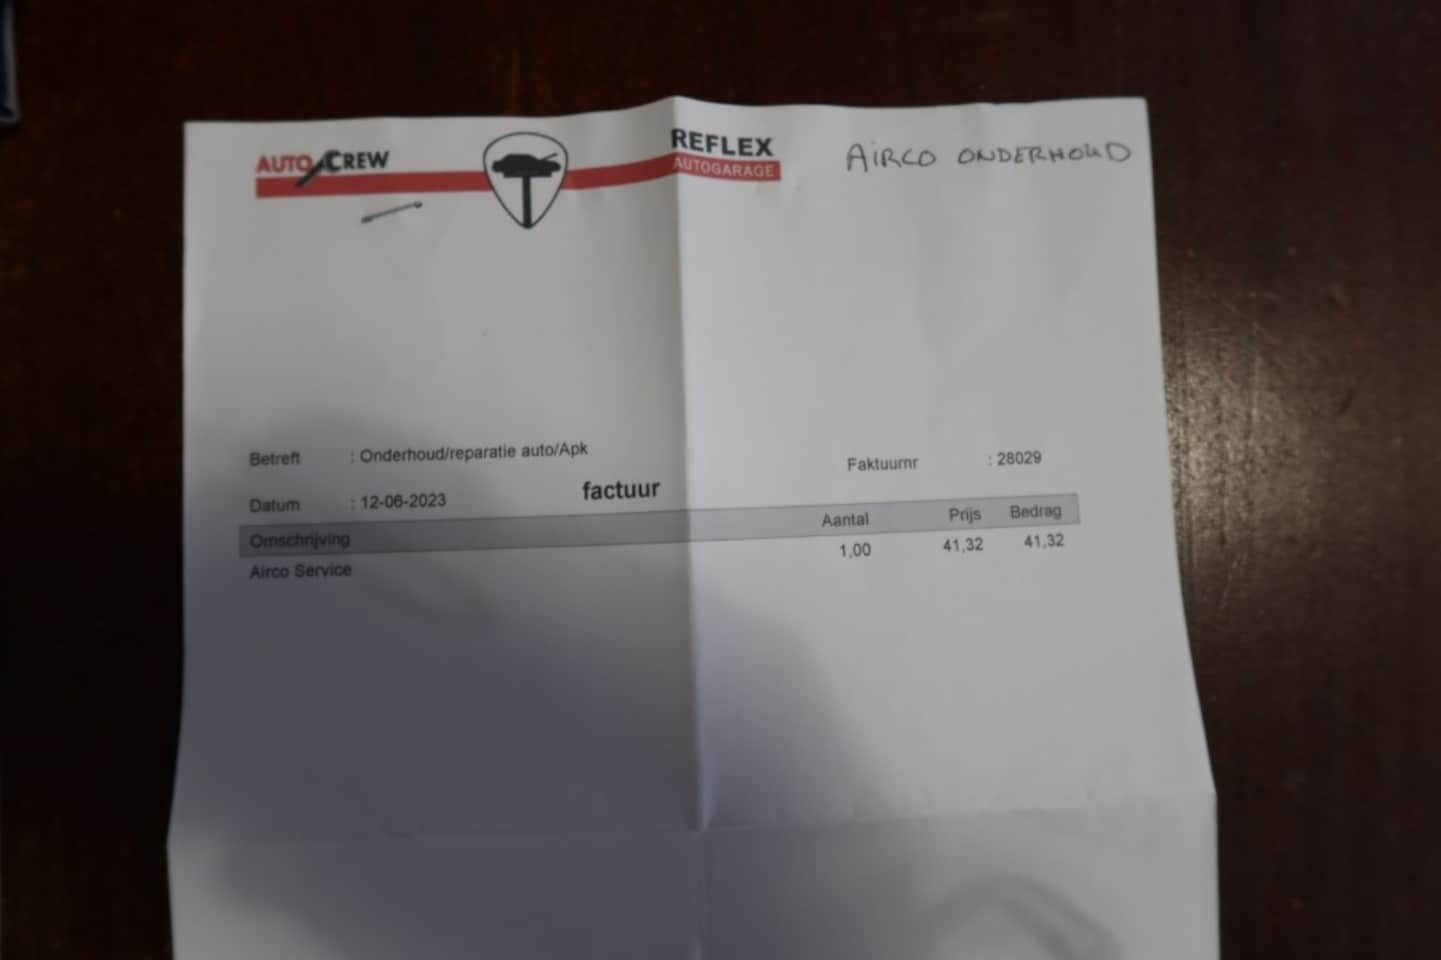 AUTO CREW
REFLEX
AUTOGARAGE
AIRCO ONDERHOUD
Betreft : Onderhoud/reparatie auto/Apk
Faktuurnr : 28029
Datum : 12-06-2023
factuur
Omschrijving Aantal Prijs Bedrag
Airco Service 1,00 41,32 41,32